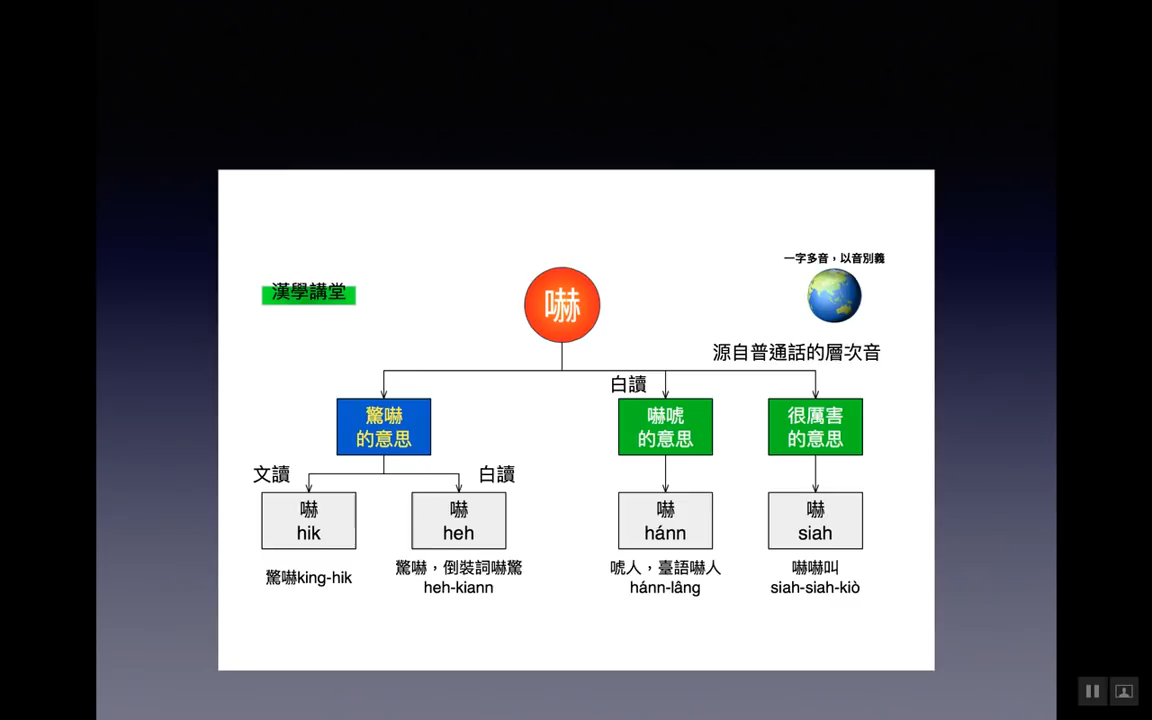 一字多音，以音別義
漢學講堂
嚇
源自普通話的層次音
白讀
驚嚇
的意思
嚇唬
的意思
很厲害
的意思
文讀
白讀
嚇
hik
嚇
heh
嚇
hánn
嚇
siah
驚嚇king-hik
驚嚇，倒裝詞嚇驚
heh-kiann
唬人，臺語嚇人
hánn-lâng
嚇嚇叫
siah-siah-kiò